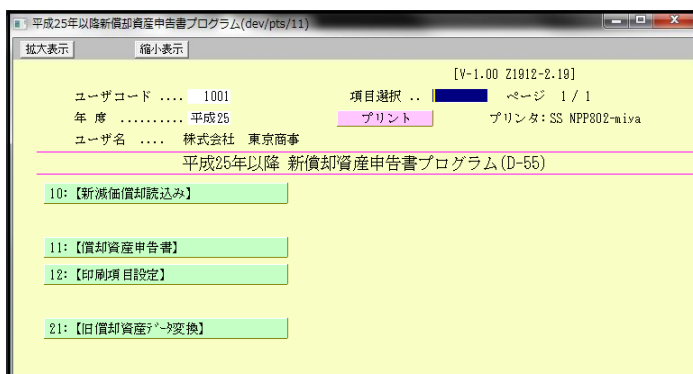 平成25年以降新償却資産申告書プログラム(dev/pts/11)
拡大表示 縮小表示
[V-1.00 Z1912-2.19]
ユーザコード .... 1001 項目選択 .. ページ 1 / 1
年 度 ......... 平成25 プリント プリンタ:SS NPP802-miya
ユーザ名 .... 株式会社 東京商事
平成25年以降 新償却資産申告書プログラム(D-55)
10:【新減価償却読込み】
11:【償却資産申告書】
12:【印刷項目設定】
21:【旧償却資産データ変換】